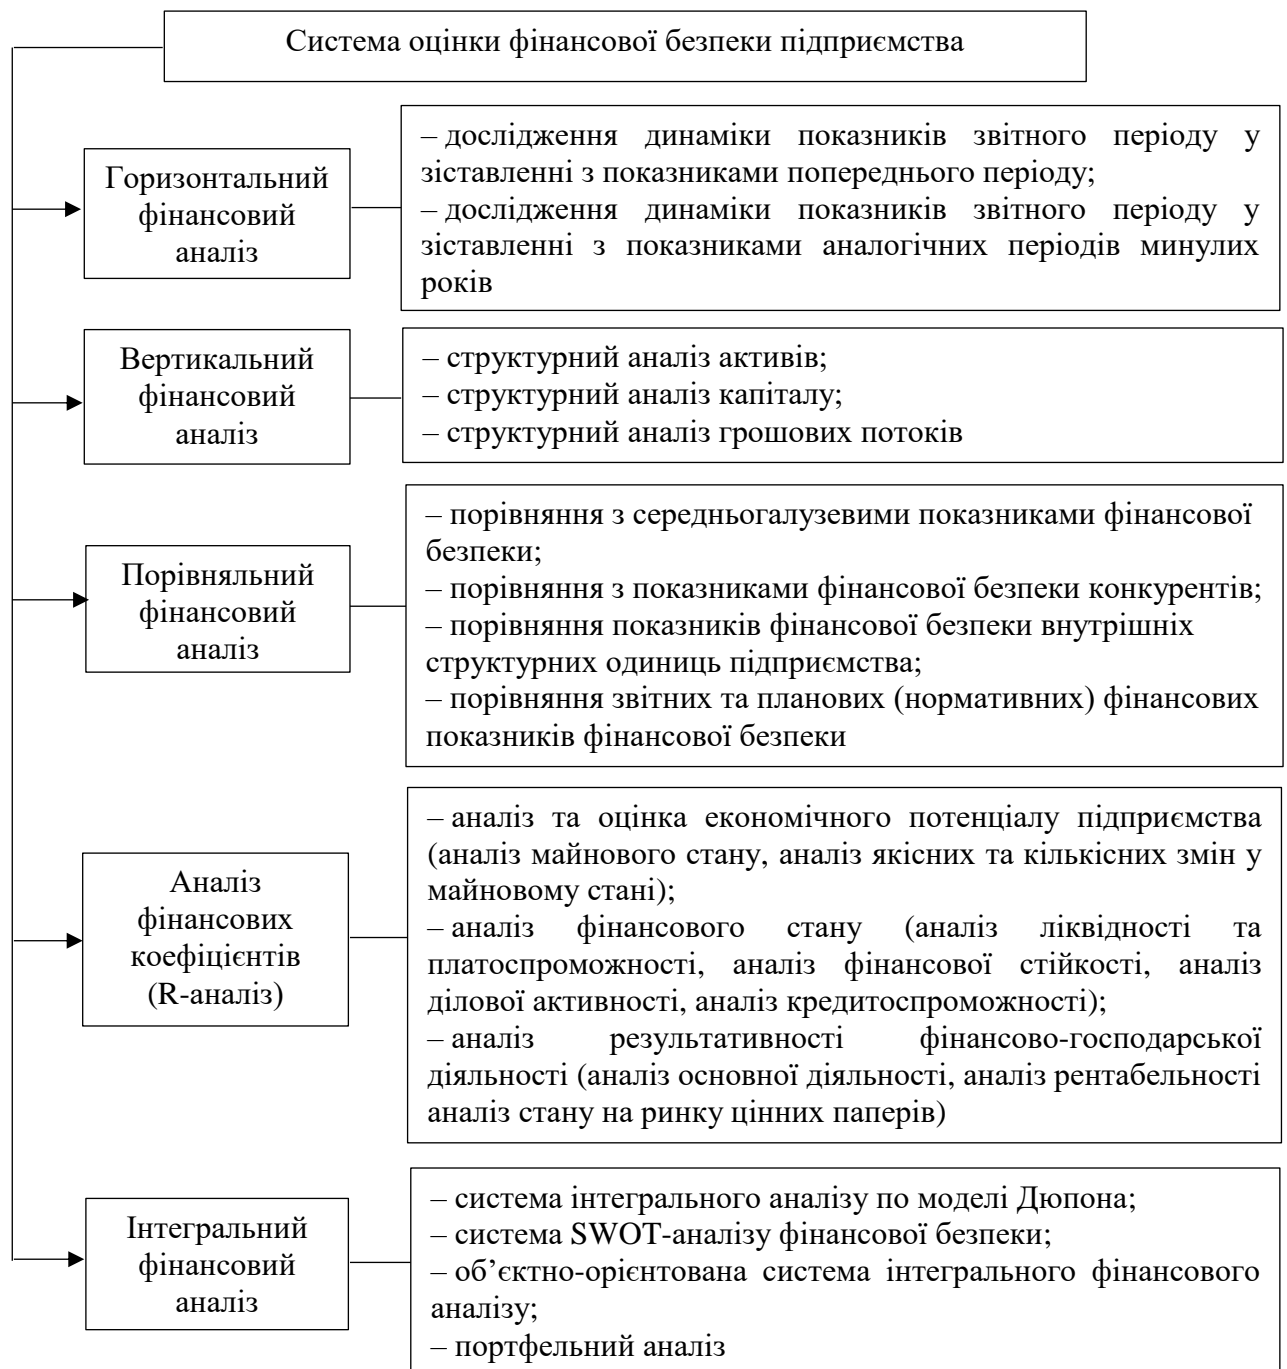 Система оцінки фінансової безпеки підприємства
Горизонтальний
фінансовий
аналіз
– дослідження динаміки показників звітного періоду у
зіставленні з показниками попереднього періоду;
– дослідження динаміки показників звітного періоду у
зіставленні з показниками аналогічних періодів минулих
років
Вертикальний
фінансовий
аналіз
– структурний аналіз активів;
– структурний аналіз капіталу;
– структурний аналіз грошових потоків
Порівняльний
фінансовий
аналіз
– порівняння з середньогалузевими показниками фінансової
безпеки;
– порівняння з показниками фінансової безпеки конкурентів;
– порівняння показників фінансової безпеки внутрішніх
структурних одиниць підприємства;
– порівняння звітних та планових (нормативних) фінансових
показників фінансової безпеки
Аналіз
фінансових
коефіцієнтів
(R-аналіз)
– аналіз та оцінка економічного потенціалу підприємства
(аналіз майнового стану, аналіз якісних та кількісних змін у
майновому стані);
– аналіз фінансового стану (аналіз ліквідності та
платоспроможності, аналіз фінансової стійкості, аналіз
ділової активності, аналіз кредитоспроможності);
– аналіз результативності фінансово-господарської
діяльності (аналіз основної діяльності, аналіз рентабельності
аналіз стану на ринку цінних паперів)
Інтегральний
фінансовий
аналіз
– система інтегрального аналізу по моделі Дюпона;
– система SWOT-аналізу фінансової безпеки;
– об’єктно-орієнтована система інтегрального фінансового
аналізу;
– портфельний аналіз